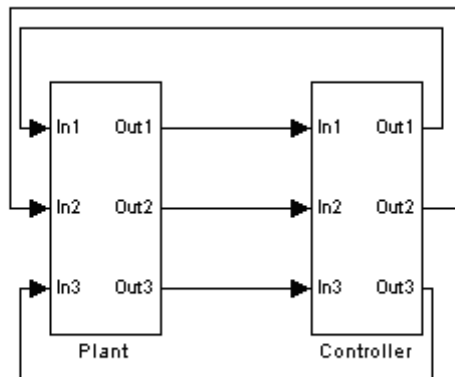 In1 Out1 In1 Out1
In2 Out2 In2 Out2
In3 Out3 In3 Out3
Plant Controller